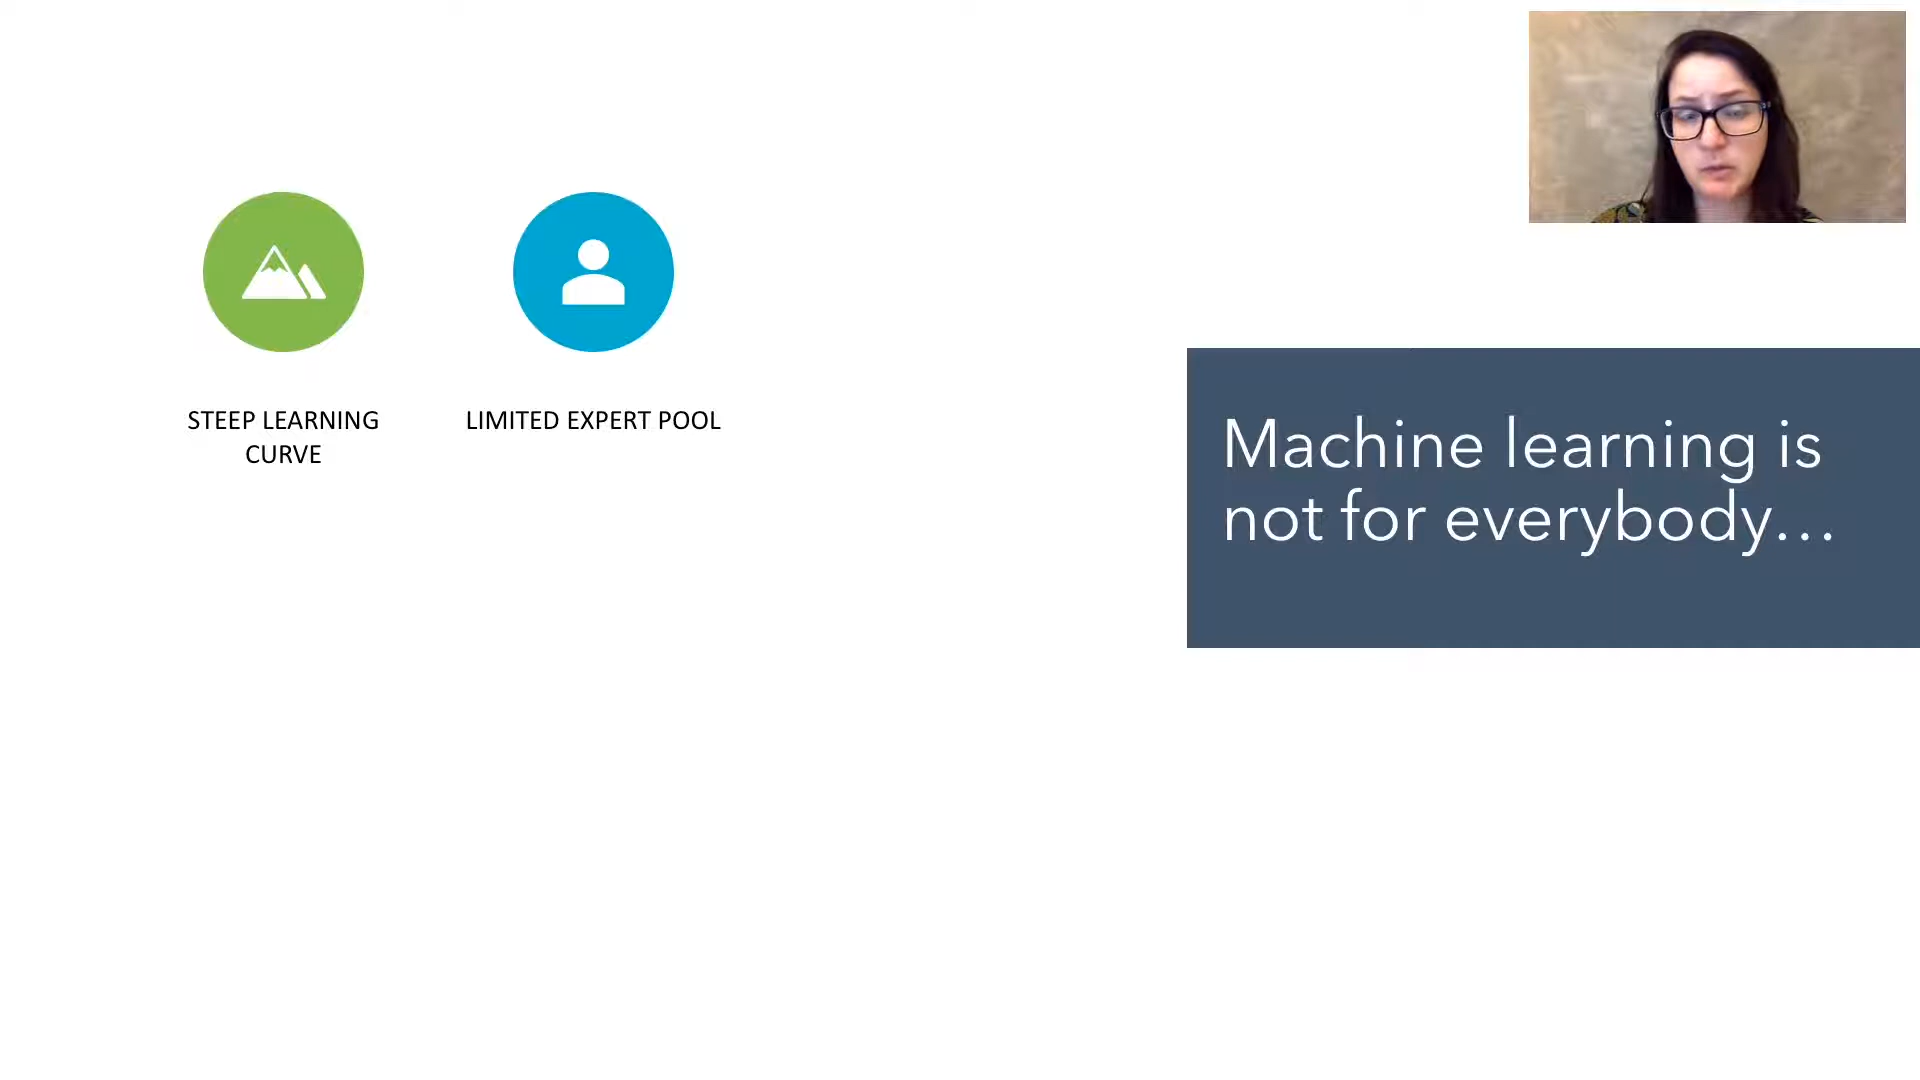 STEEP LEARNING
CURVE
LIMITED EXPERT POOL
Machine learning is
not for everybody...